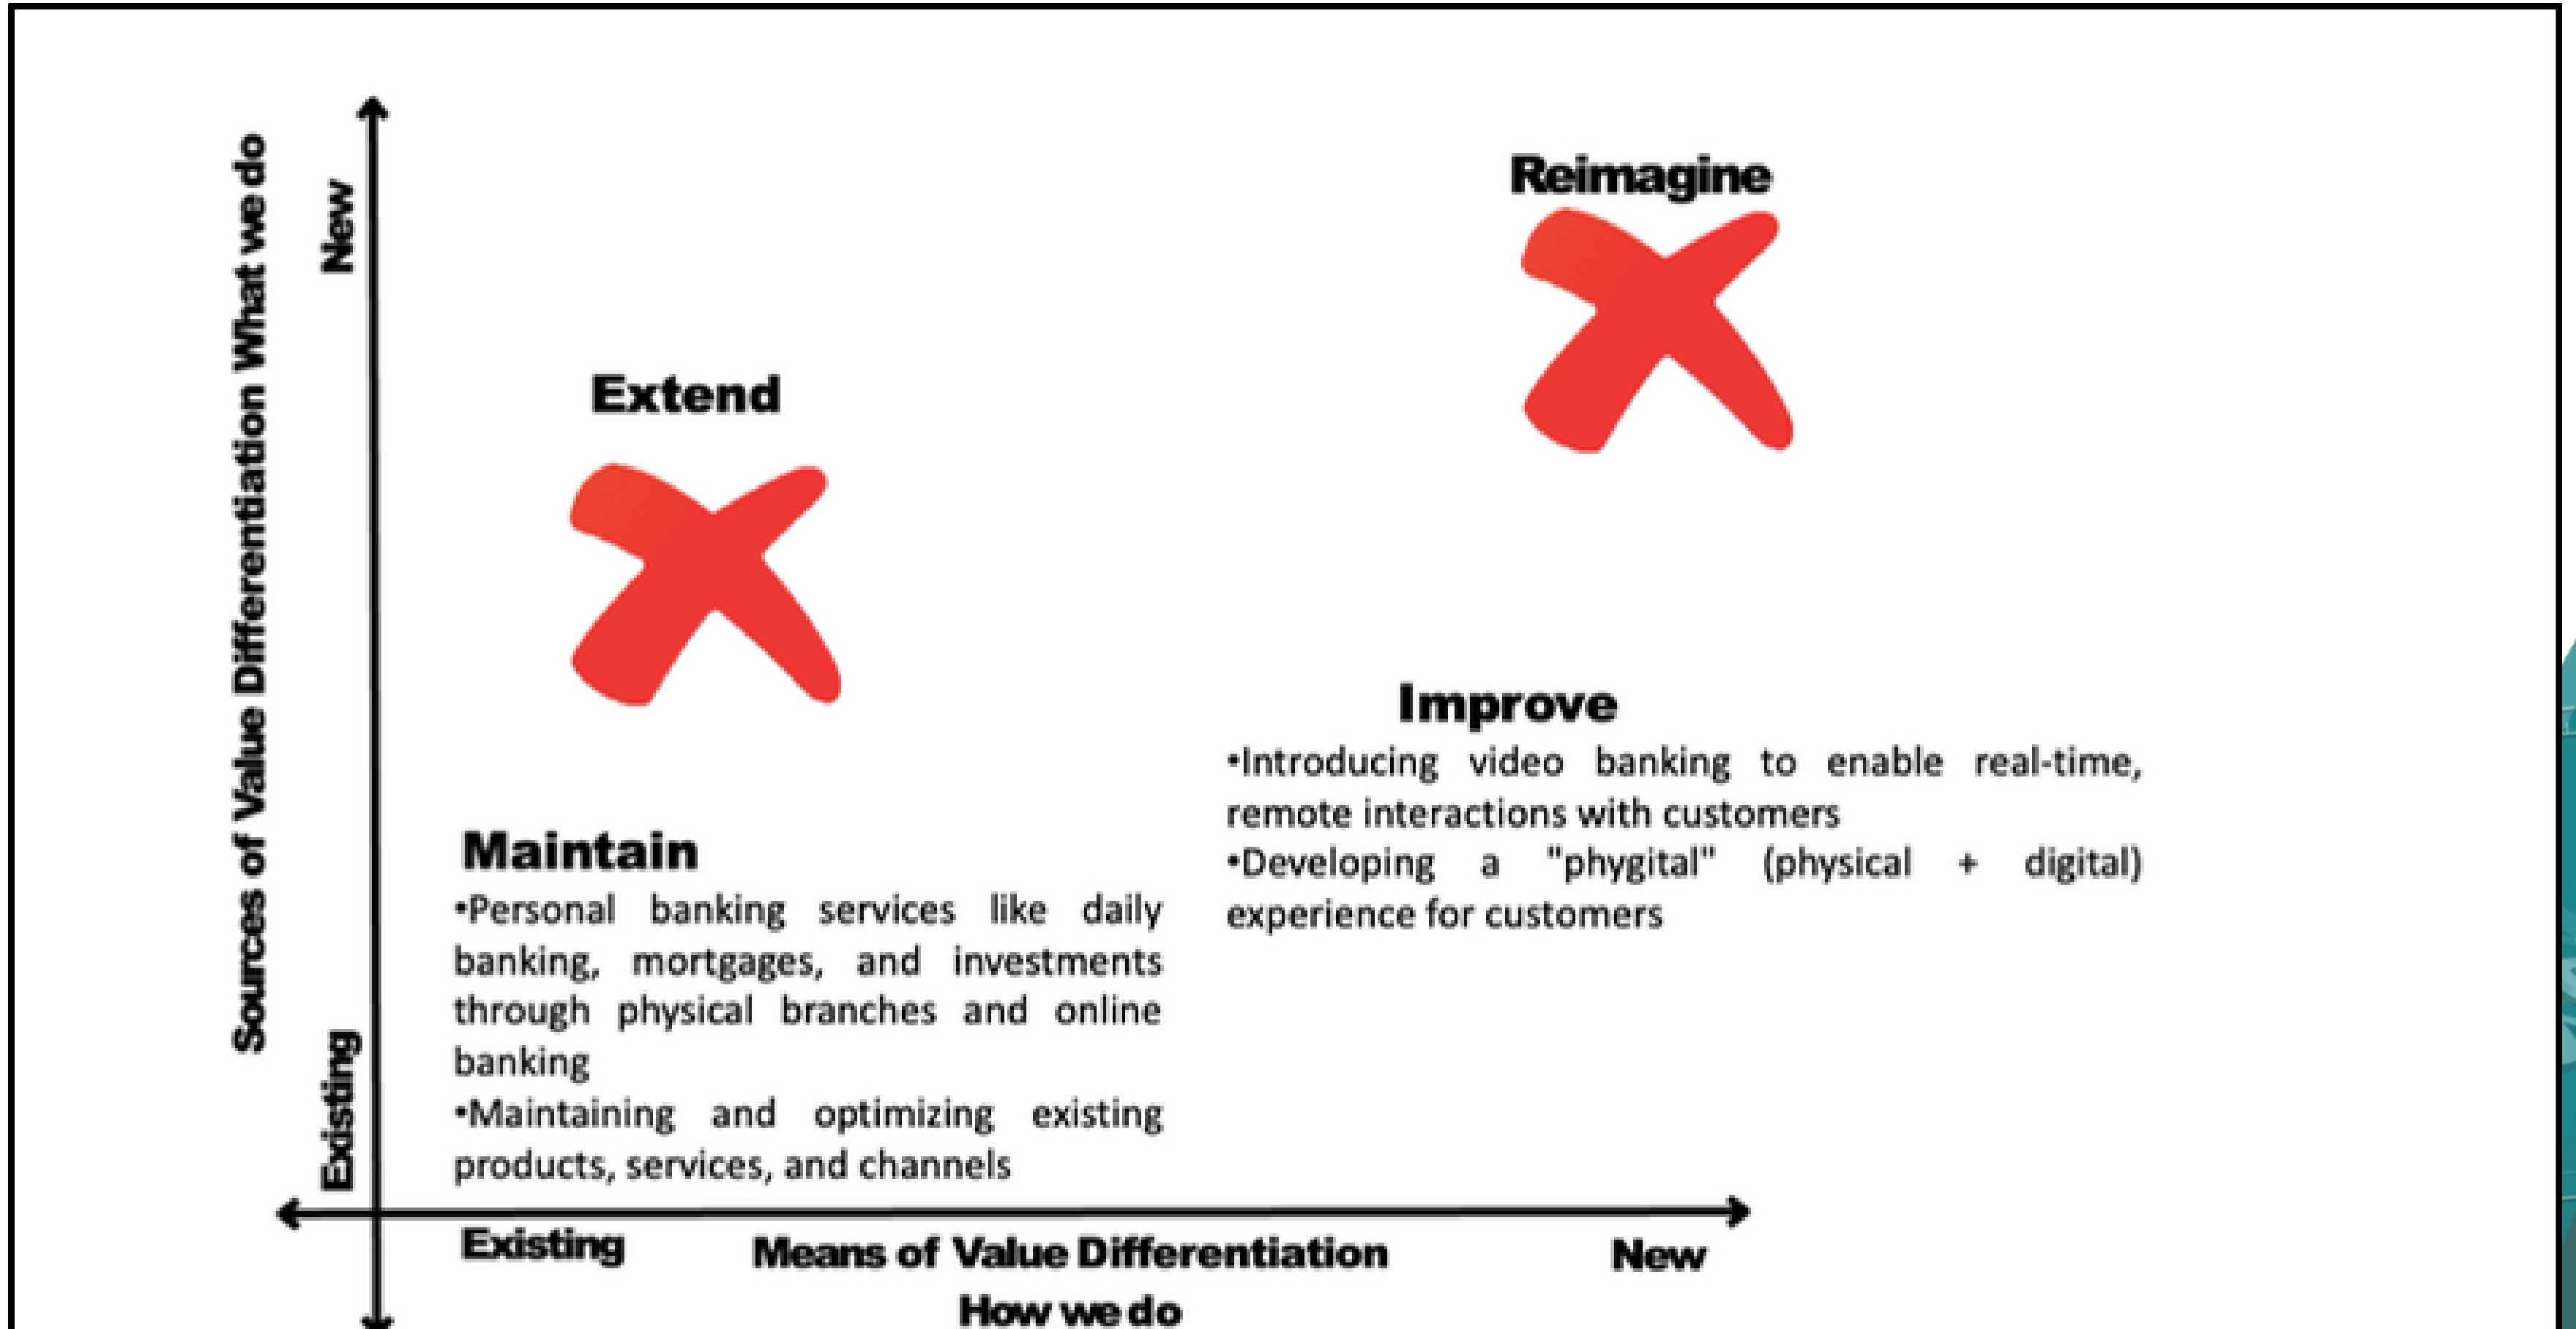 Sources of Value Differentiation What we do
New
Existing
Reimagine
Extend
Improve
•Introducing video banking to enable real-time,
remote interactions with customers
•Developing a "phygital" (physical + digital)
experience for customers
Maintain
•Personal banking services like daily
banking, mortgages, and investments
through physical branches and online
banking
•Maintaining and optimizing existing
products, services, and channels
Existing
Means of Value Differentiation
New
How we do